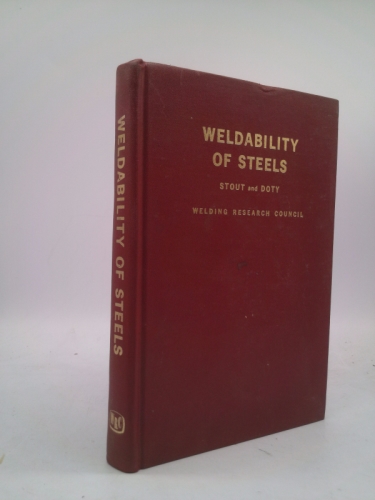 WELDABILITY
OF STEELS
STOUT and DOTY
WELDING RESEARCH COUNCIL
WELDABILITY OF STEELS